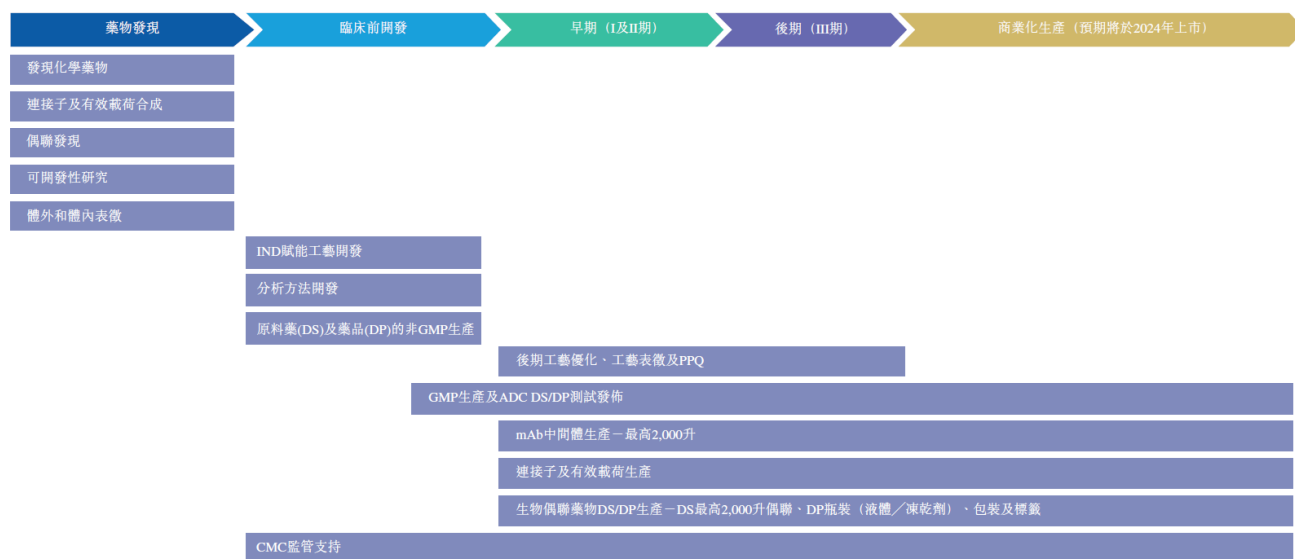 藥物發現
臨床前開發
早期（I及II期）
後期（III期）
商業化生產（預期將於2024年上市）
發現化學藥物
連接子及有效載荷合成
偶聯發現
可開發性研究
體外和體內表徵
IND賦能工藝開發
分析方法開發
原料藥(DS)及藥品(DP)的非GMP生產
後期工藝優化、工藝表徵及PPQ
GMP生產及ADC DS/DP測試發佈
mAb中間體生產－最高2,000升
連接子及有效載荷生產
生物偶聯藥物DS/DP生產－DS最高2,000升偶聯、DP瓶裝（液體／凍乾劑）、包裝及標籤
CMC監管支持